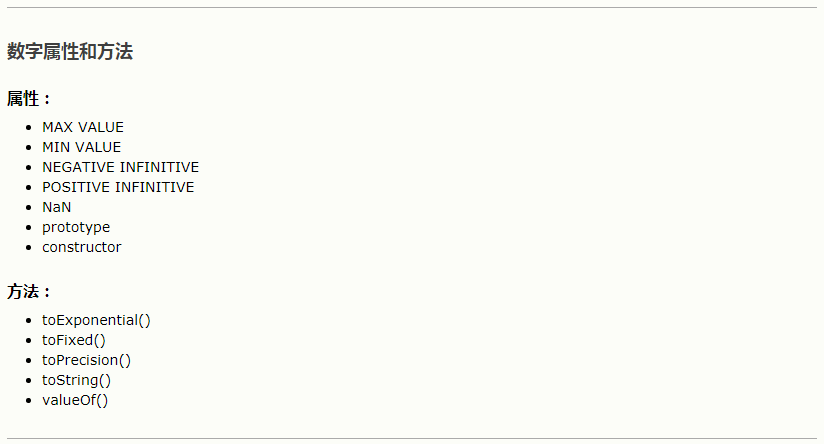 数字属性和方法
属性：
MAX VALUE
MIN VALUE
NEGATIVE INFINITIVE
POSITIVE INFINITIVE
NaN
prototype
constructor
方法：
toExponential()
toFixed()
toPrecision()
toString()
valueOf()